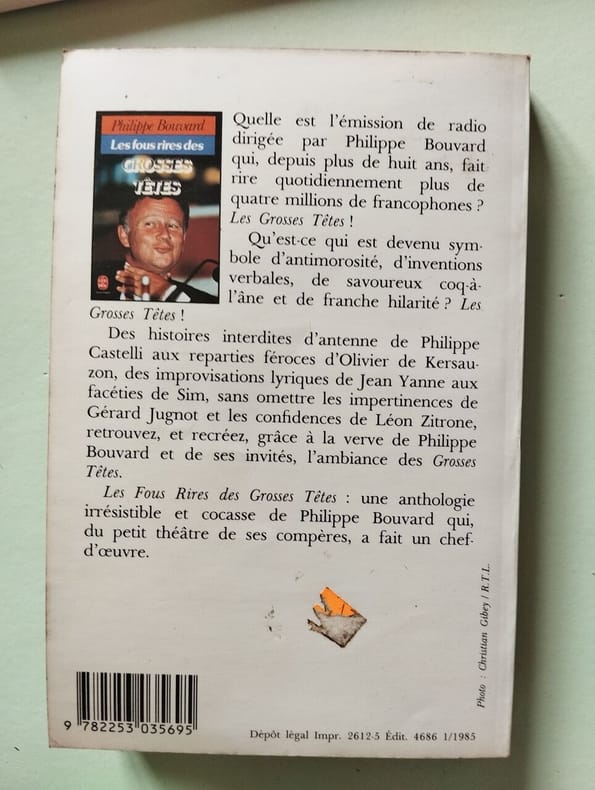 Philippe Bouvard
Les fous rires des
GROSSES
TÊTES
Quelle est l'émission de radio
dirigée par Philippe Bouvard
qui, depuis plus de huit ans, fait
rire quotidiennement plus de
quatre millions de francophones ?
Les Grosses Têtes !
Qu'est-ce qui est devenu sym-
bole d'antimorosité, d'inventions
verbales, de savoureux coq-à-
l'âne et de franche hilarité ? Les
Grosses Têtes !
Des histoires interdites d'antenne de Philippe
Castelli aux reparties féroces d'Olivier de Kersau-
zon, des improvisations lyriques de Jean Yanne aux
facéties de Sim, sans omettre les impertinences de
Gérard Jugnot et les confidences de Léon Zitrone,
retrouvez, et recréez, grâce à la verve de Philippe
Bouvard et de ses invités, l'ambiance des Grosses
Têtes.
Les Fous Rires des Grosses Têtes : une anthologie
irrésistible et cocasse de Philippe Bouvard qui,
du petit théâtre de ses compères, a fait un chef-
d'œuvre.
Photo : Christian Gibey / R.T.L.
9 782253 035695
Dépôt légal Impr. 2612-5 Édit. 4686 1/1985